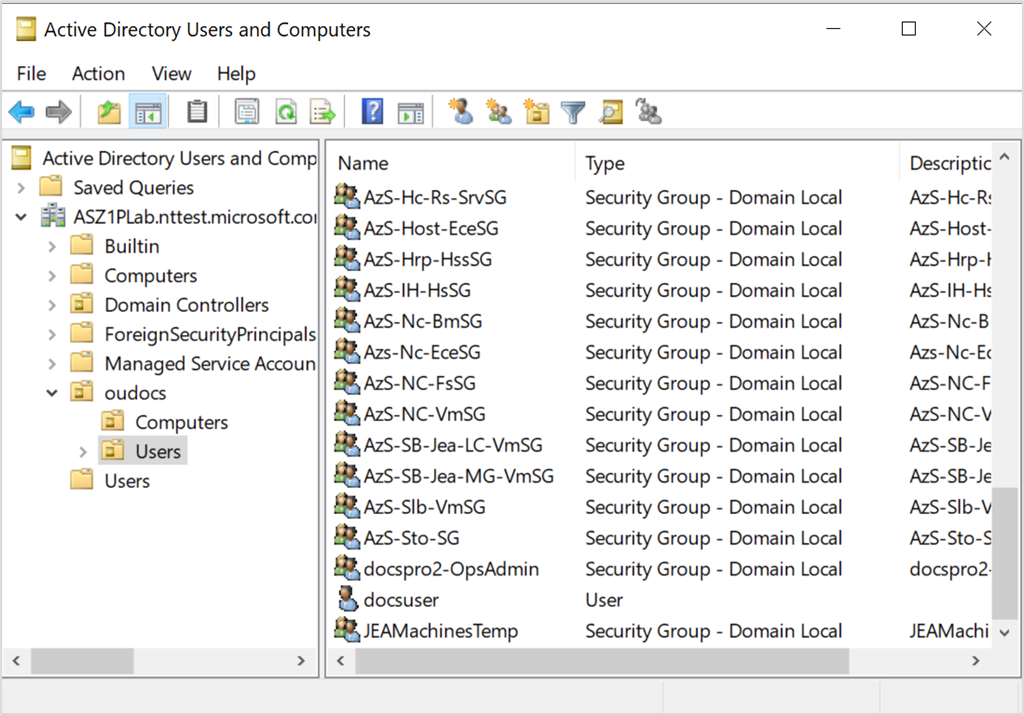 Active Directory Users and Computers
File Action View Help
Active Directory Users and Comp
Saved Queries
ASZ1PLab.nttest.microsoft.co
Builtin
Computers
Domain Controllers
ForeignSecurityPrincipals
Managed Service Accoun
oudocs
Computers
Users
Users
Name Type Descriptic
AzS-Hc-Rs-SrvSG Security Group - Domain Local AzS-Hc-Rs
AzS-Host-EceSG Security Group - Domain Local AzS-Host-
AzS-Hrp-HssSG Security Group - Domain Local AzS-Hrp-H
AzS-IH-HsSG Security Group - Domain Local AzS-IH-Hs
AzS-Nc-BmSG Security Group - Domain Local AzS-Nc-B
Azs-Nc-EceSG Security Group - Domain Local Azs-Nc-Ec
AzS-NC-FsSG Security Group - Domain Local AzS-NC-F
AzS-NC-VmSG Security Group - Domain Local AzS-NC-V
AzS-SB-Jea-LC-VmSG Security Group - Domain Local AzS-SB-Je
AzS-SB-Jea-MG-VmSG Security Group - Domain Local AzS-SB-Je
AzS-Slb-VmSG Security Group - Domain Local AzS-Slb-V
AzS-Sto-SG Security Group - Domain Local AzS-Sto-S
docspro2-OpsAdmin Security Group - Domain Local docspro2-
docsuser User
JEAMachinesTemp Security Group - Domain Local JEAMachi